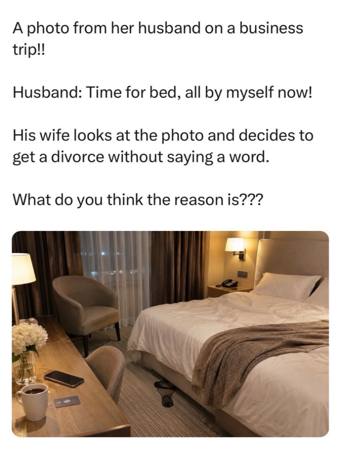 A photo from her husband on a business
trip!!
Husband: Time for bed, all by myself now!
His wife looks at the photo and decides to
get a divorce without saying a word.
What do you think the reason is???